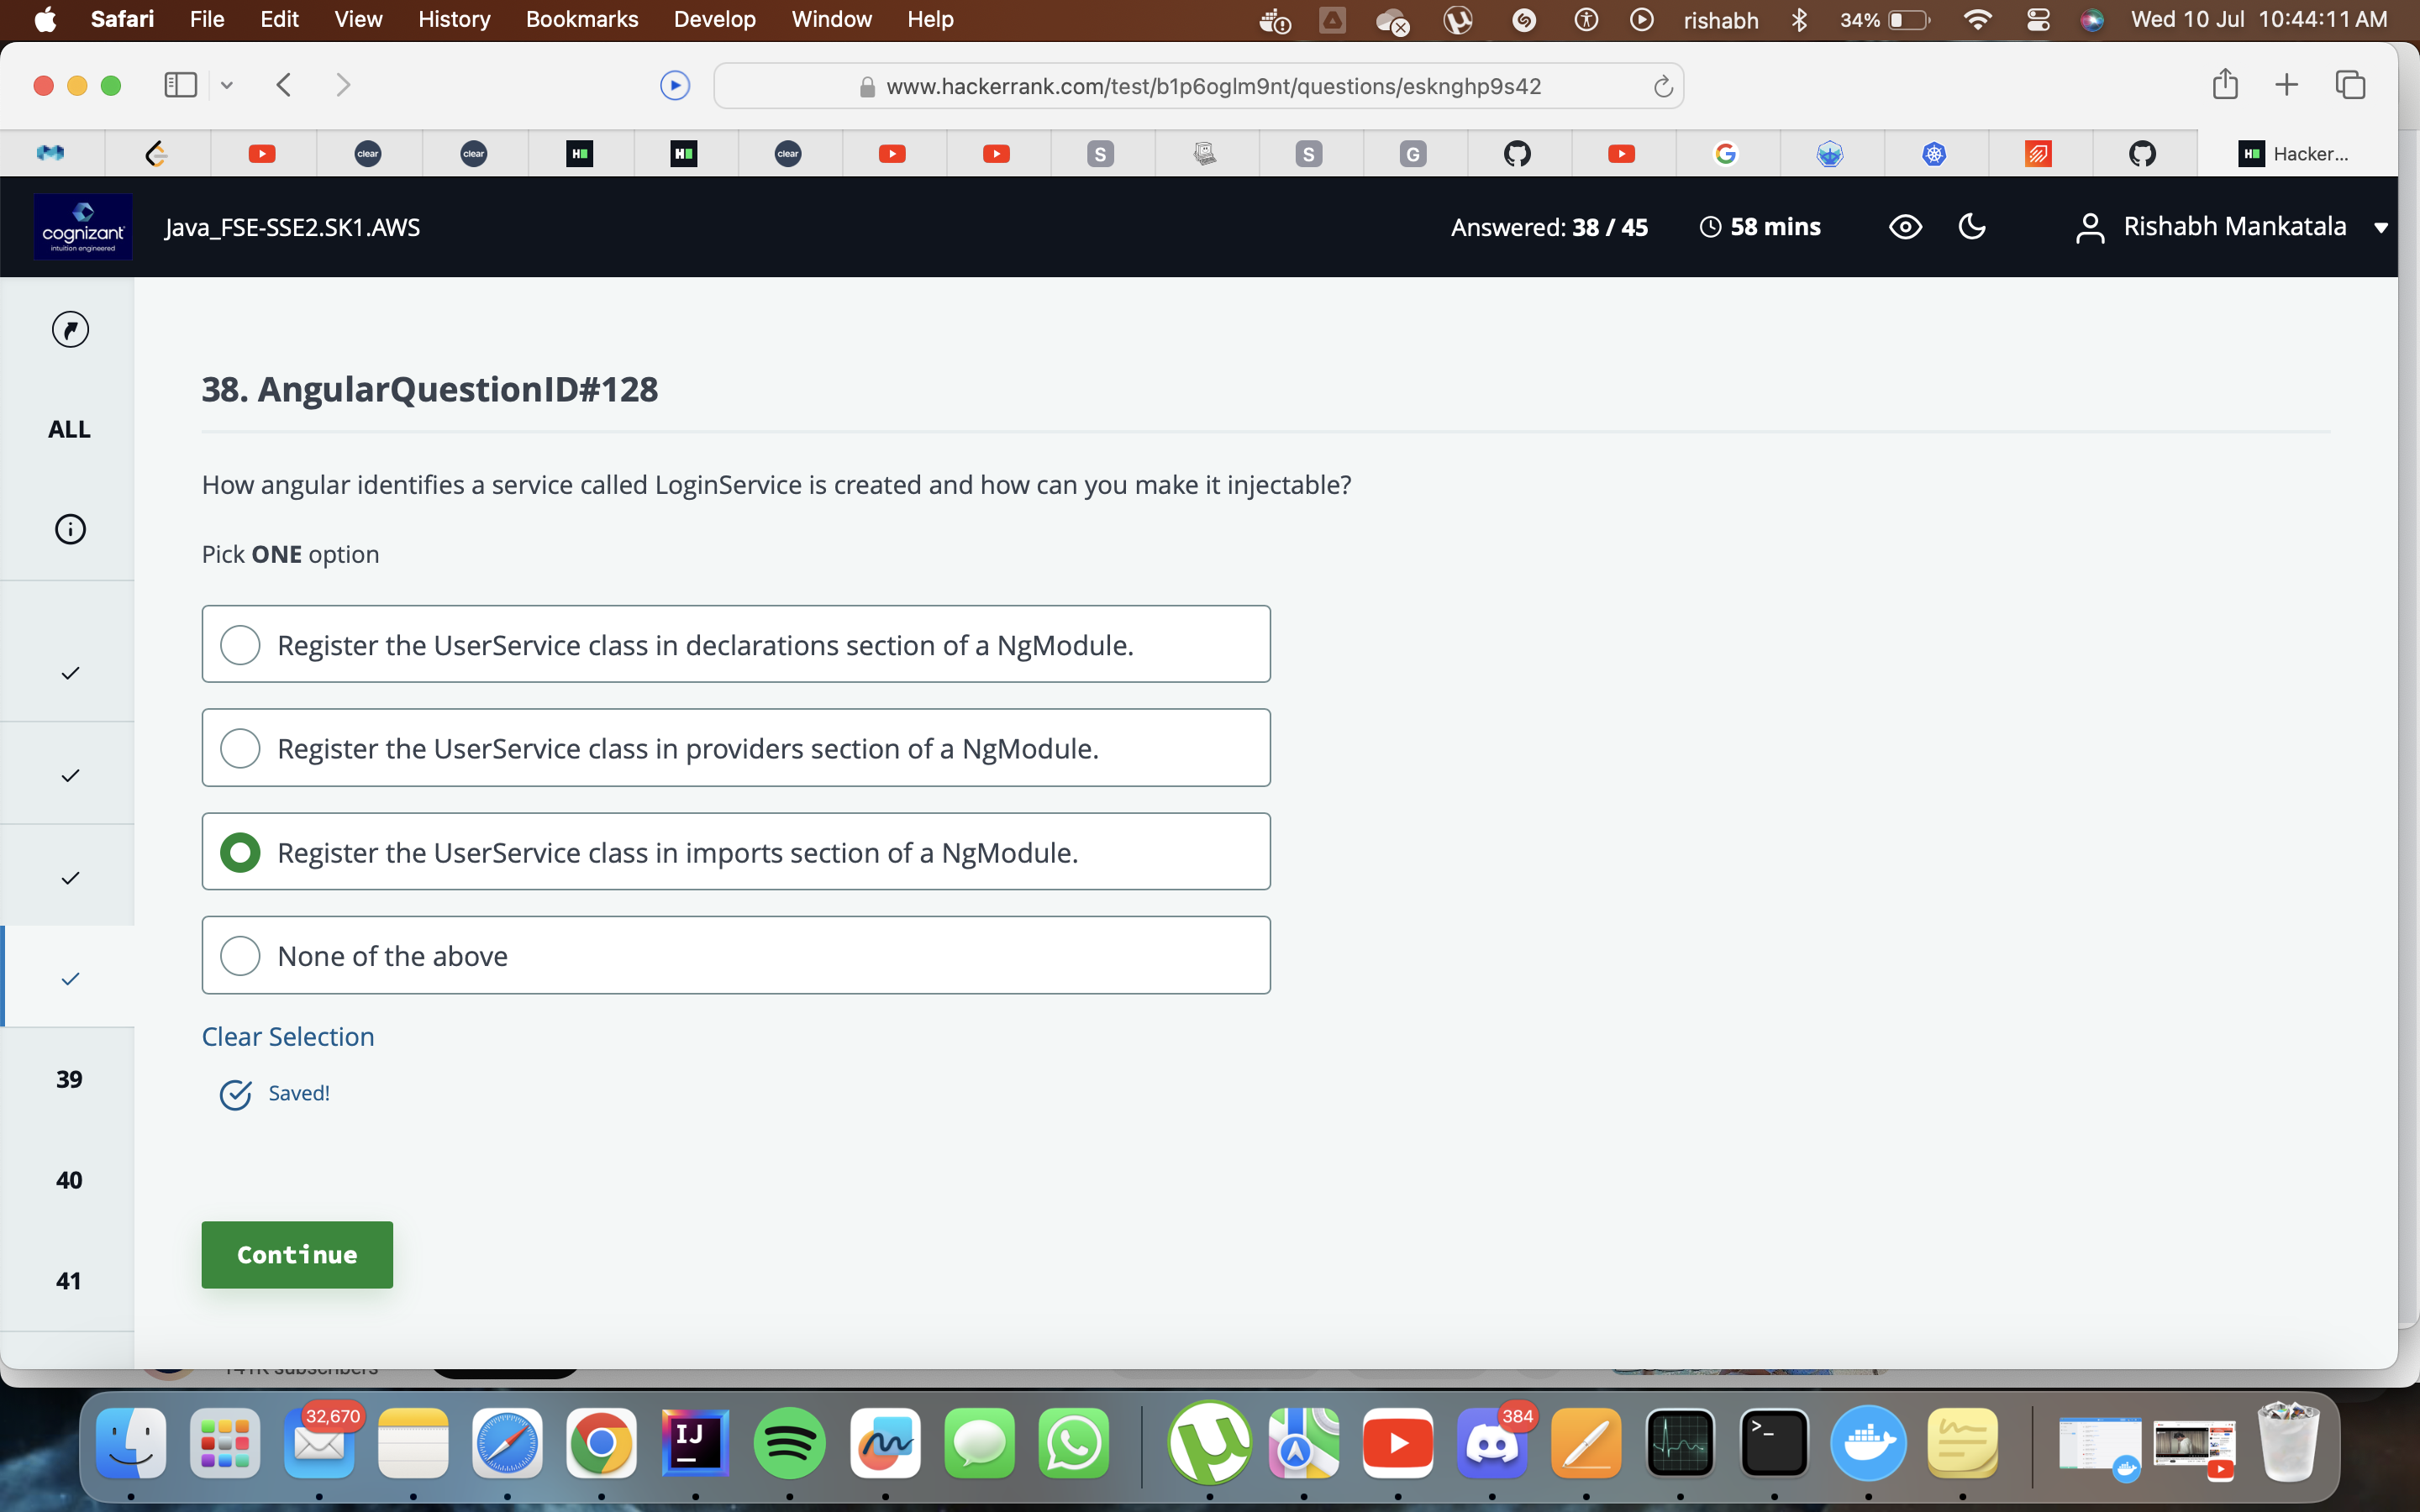 Safari File Edit View History Bookmarks Develop Window Help rishabh 34% Wed 10 Jul 10:44:11 AM
www.hackerrank.com/test/b1p6oglm9nt/questions/esknghp9s42
clear clear clear S S G Hacker...
cognizant
intuition engineered
Java_FSE-SSE2.SK1.AWS
Answered: 38 / 45 58 mins Rishabh Mankatala
ALL
38. AngularQuestionID#128
How angular identifies a service called LoginService is created and how can you make it injectable?
Pick ONE option
Register the UserService class in declarations section of a NgModule.
Register the UserService class in providers section of a NgModule.
Register the UserService class in imports section of a NgModule.
None of the above
Clear Selection
Saved!
39
40
41
Continue
32,670
IJ
384